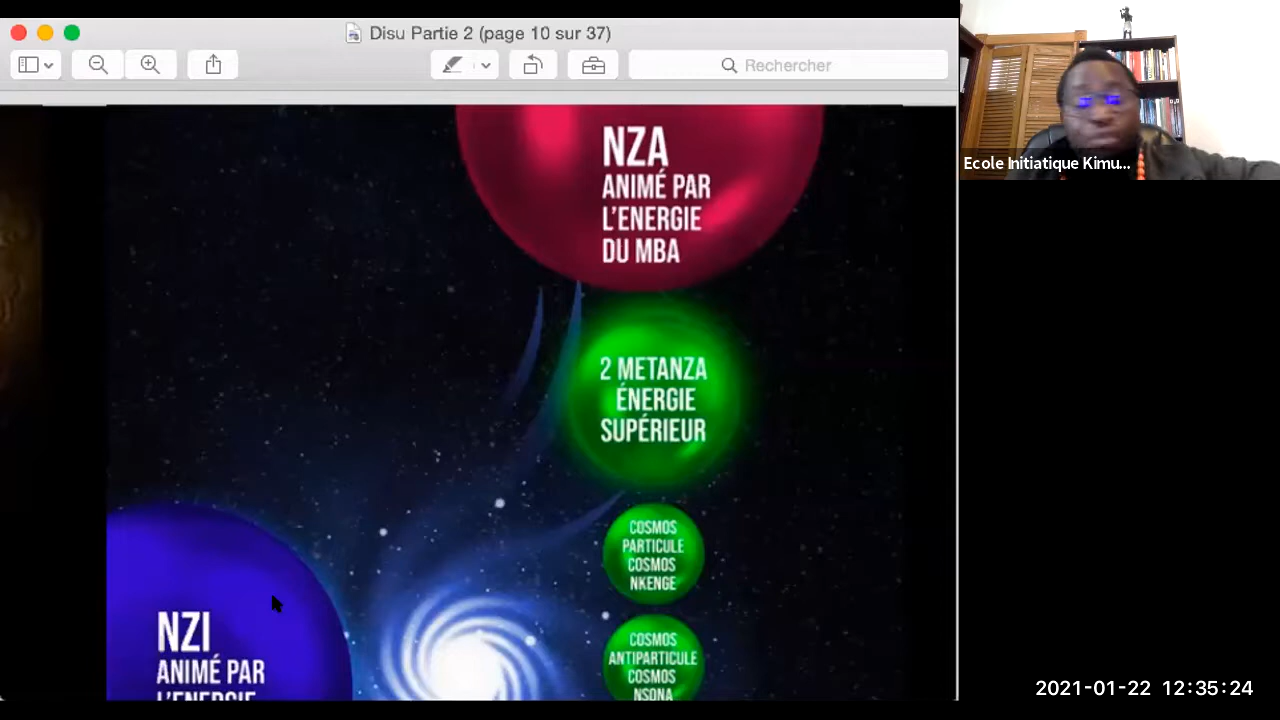 Disu Partie 2 (page 10 sur 37)
Rechercher
NZA
ANIMÉ PAR
L'ENERGIE
DU MBA
2 METANZA
ÉNERGIE
SUPÉRIEUR
COSMOS
PARTICULE
COSMOS
NKENGE
COSMOS
ANTIPARTICULE
COSMOS
NSONA
NZI
ANIMÉ PAR
L'ENERGIE
Ecole Initiatique Kimu...
2021-01-22 12:35:24